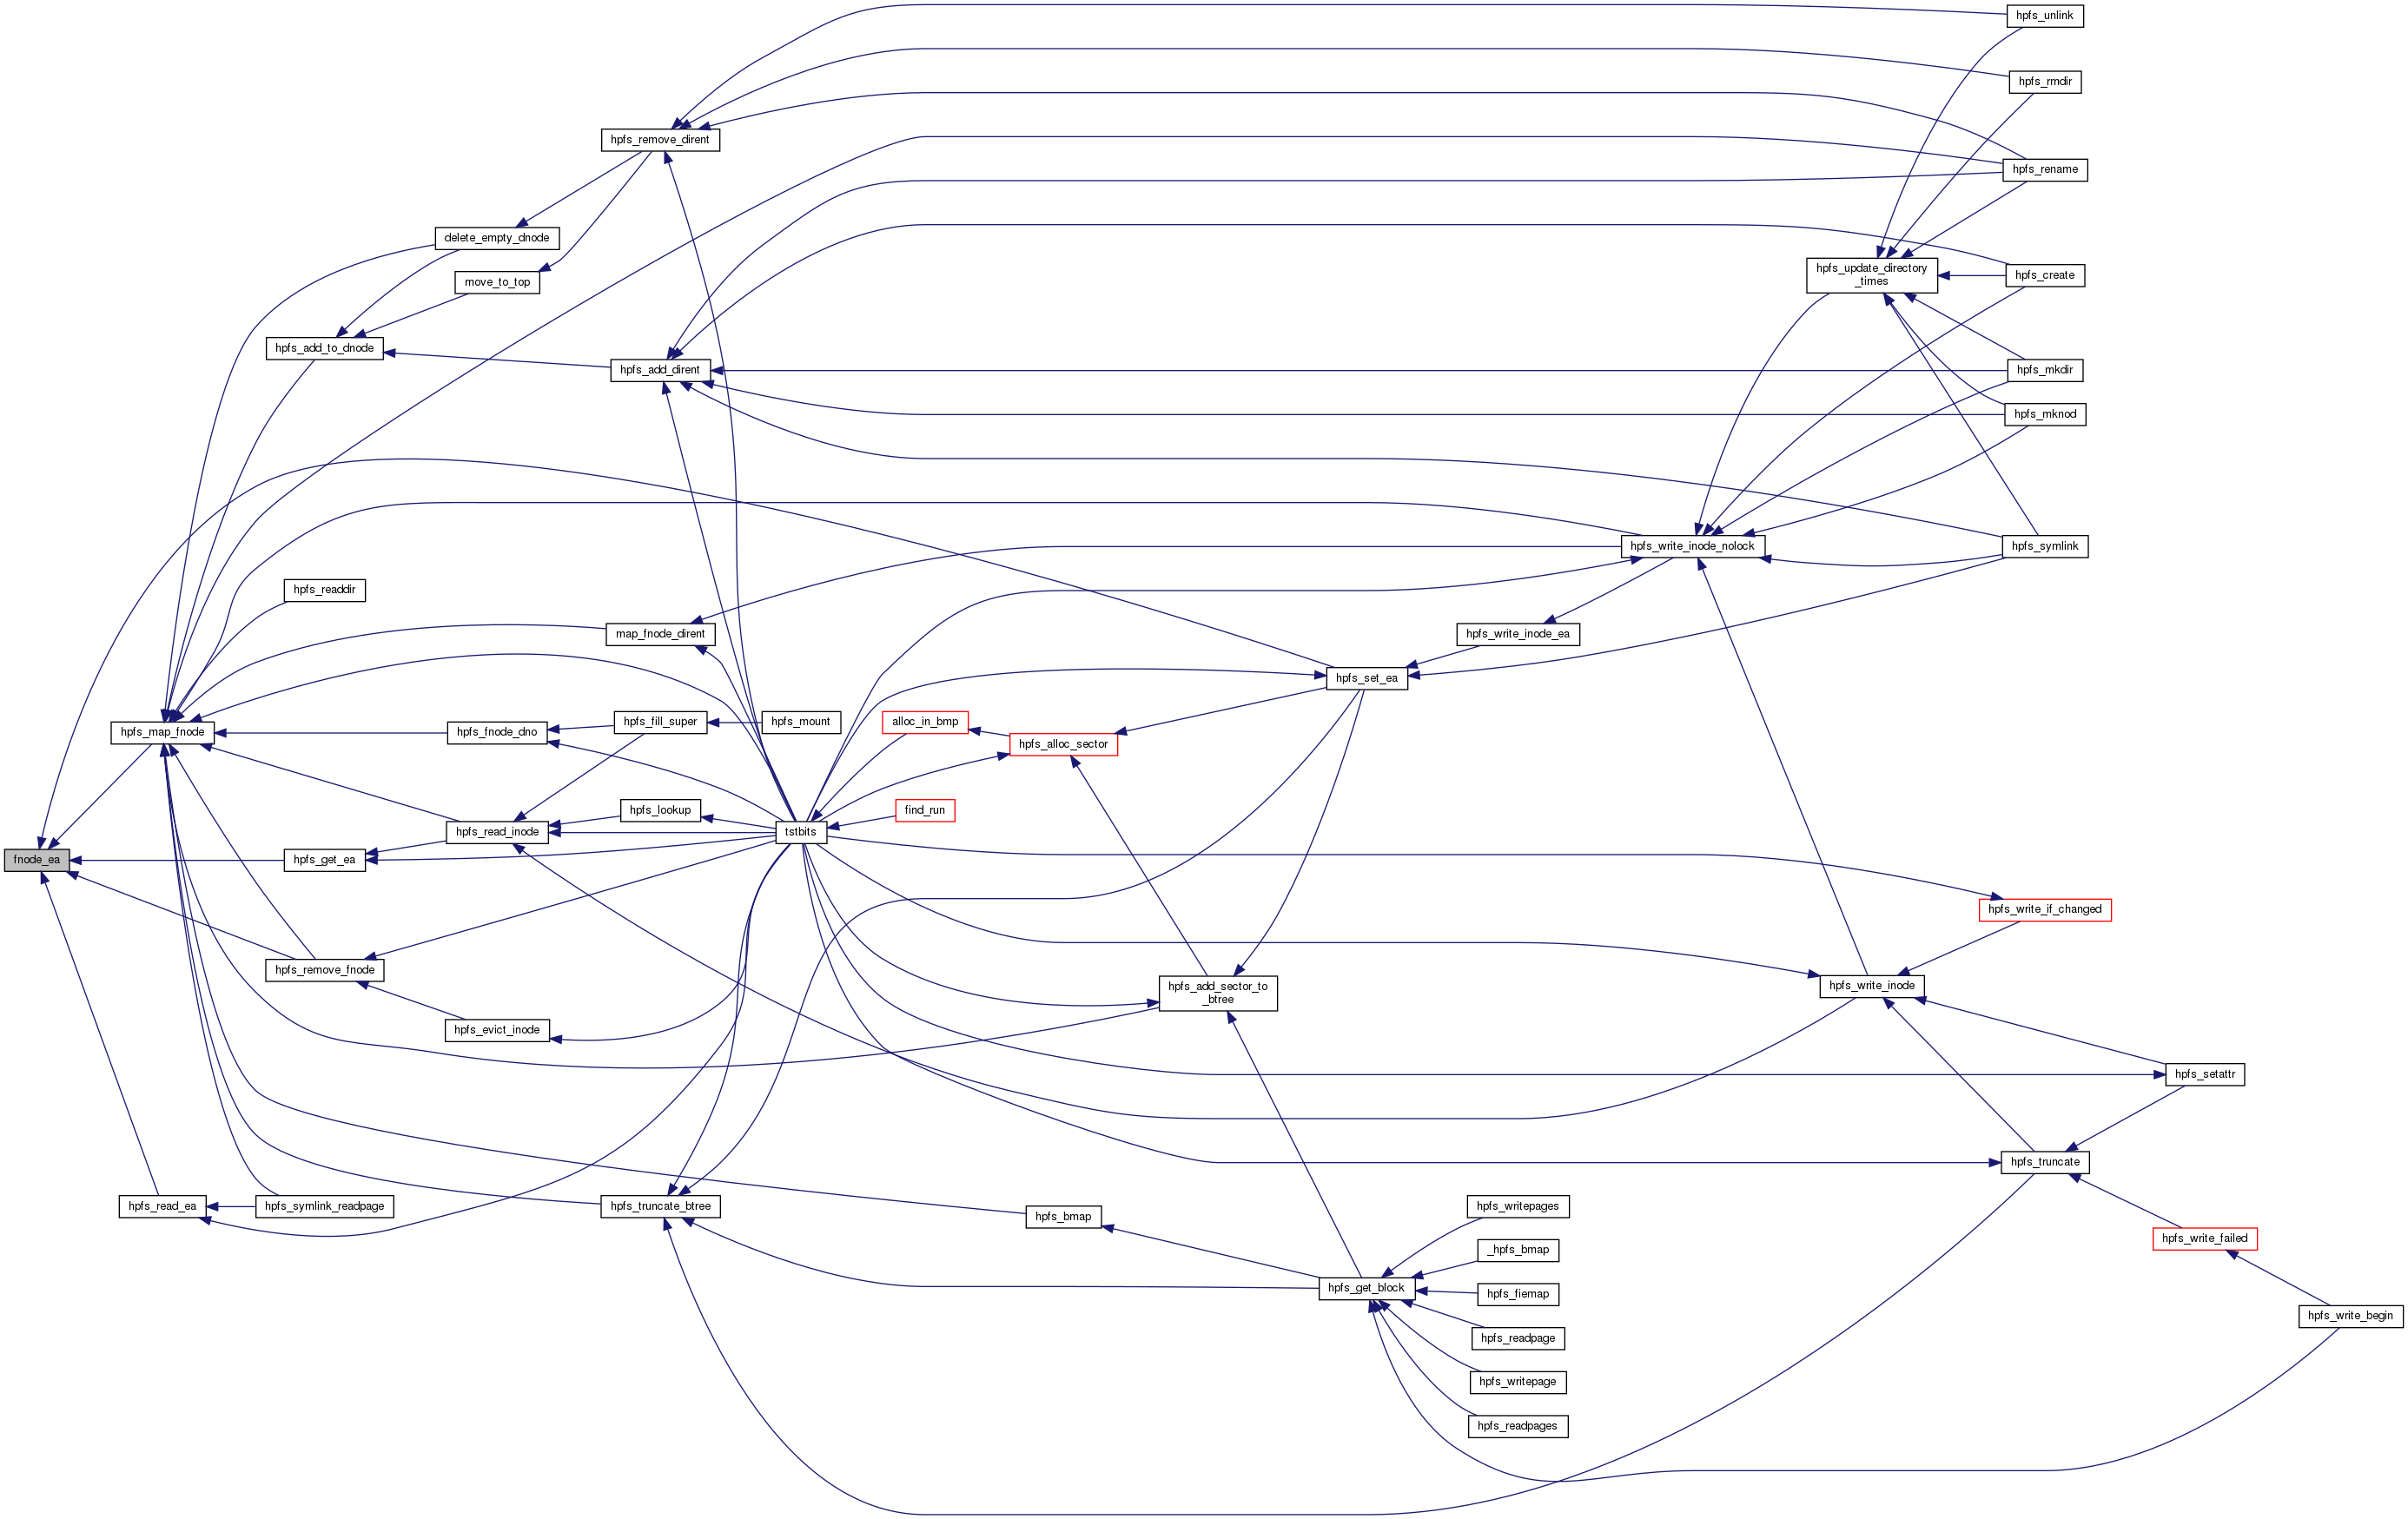 hpfs_unlink
hpfs_rmdir
hpfs_remove_dirent
hpfs_rename
delete_empty_dnode
hpfs_update_directory
_times
hpfs_create
move_to_top
hpfs_add_to_dnode
hpfs_add_dirent
hpfs_mkdir
hpfs_mknod
hpfs_write_inode_nolock
hpfs_symlink
hpfs_readdir
map_fnode_dirent
hpfs_write_inode_ea
hpfs_set_ea
hpfs_map_fnode
hpfs_fnode_dno
hpfs_fill_super
hpfs_mount
alloc_in_bmp
hpfs_alloc_sector
hpfs_lookup
find_run
hpfs_read_inode
tstbits
fnode_ea
hpfs_get_ea
hpfs_write_if_changed
hpfs_remove_fnode
hpfs_add_sector_to
_btree
hpfs_write_inode
hpfs_evict_inode
hpfs_setattr
hpfs_truncate
hpfs_read_ea
hpfs_symlink_readpage
hpfs_truncate_btree
hpfs_bmap
hpfs_writepages
hpfs_write_failed
_hpfs_bmap
hpfs_get_block
hpfs_fiemap
hpfs_write_begin
hpfs_readpage
hpfs_writepage
hpfs_readpages